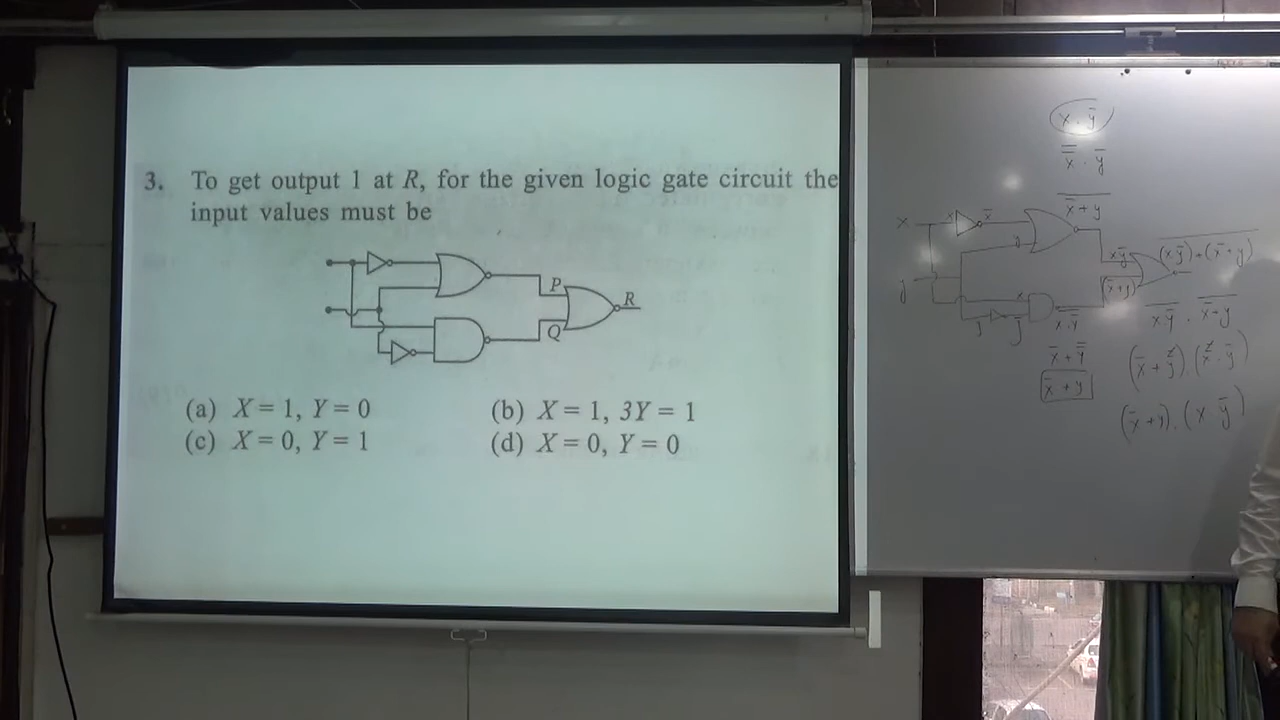 3. To get output 1 at R, for the given logic gate circuit the
input values must be
P
R
Q
(a) X = 1, Y = 0 (b) X = 1, 3Y = 1
(c) X = 0, Y = 1 (d) X = 0, Y = 0
x . y̅
x̿ . y̅
x̅ + y
x x x̅
y
x y̅
(x y̅) + (x̅ + y)
y
(x̅ + y)
y y̅
x . y̅
x̅ + y̿
x̅ + y
(x̅ + y) . (x y̅)